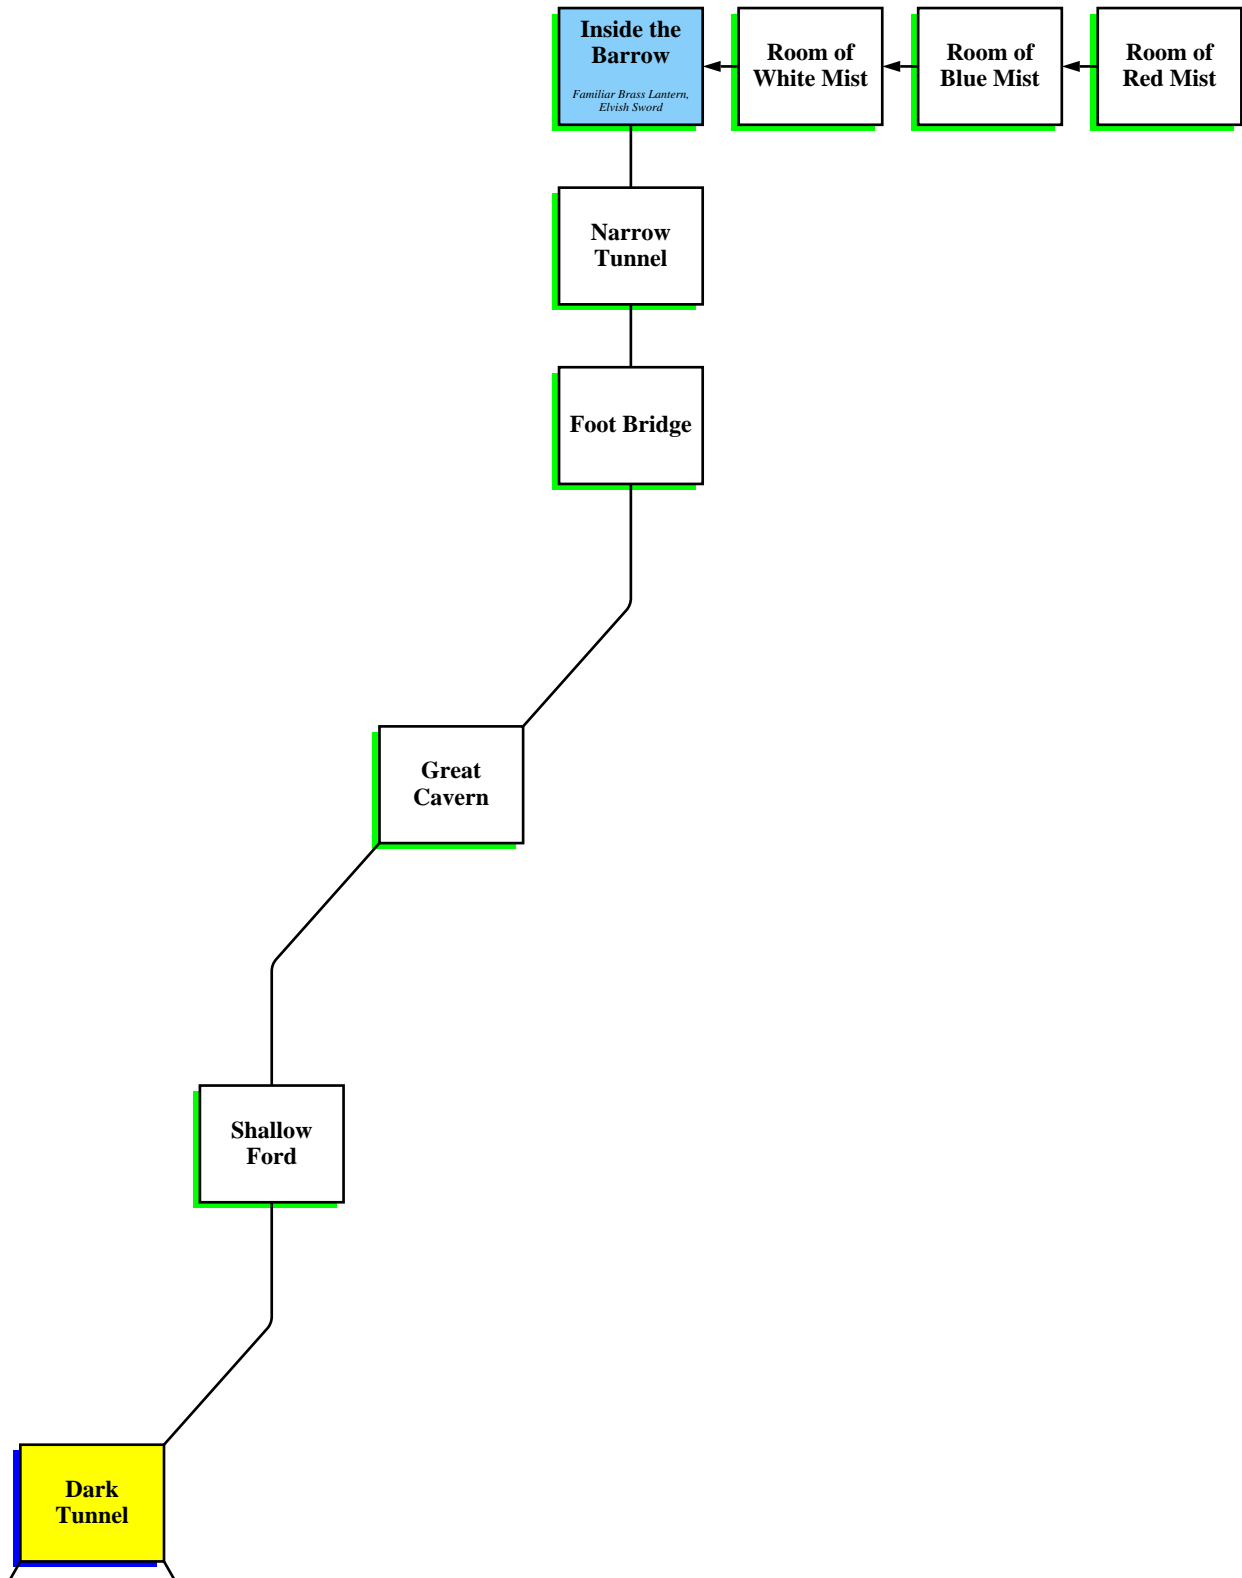 Inside the
Barrow
Familiar Brass Lantern,
Elvish Sword
Room of
White Mist
Room of
Blue Mist
Room of
Red Mist
Narrow
Tunnel
Foot Bridge
Great
Cavern
Shallow
Ford
Dark
Tunnel